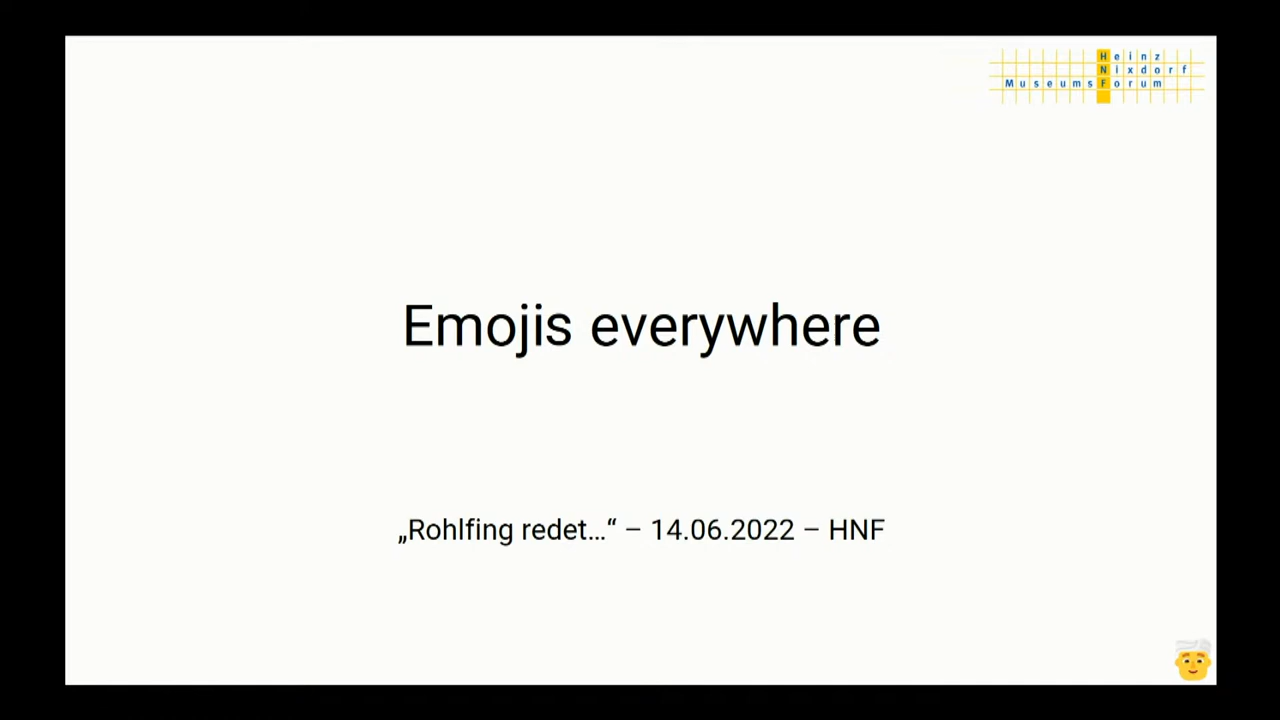 Heinz
Nixdorf
MuseumsForum
Emojis everywhere
„Rohlfing redet...“ – 14.06.2022 – HNF